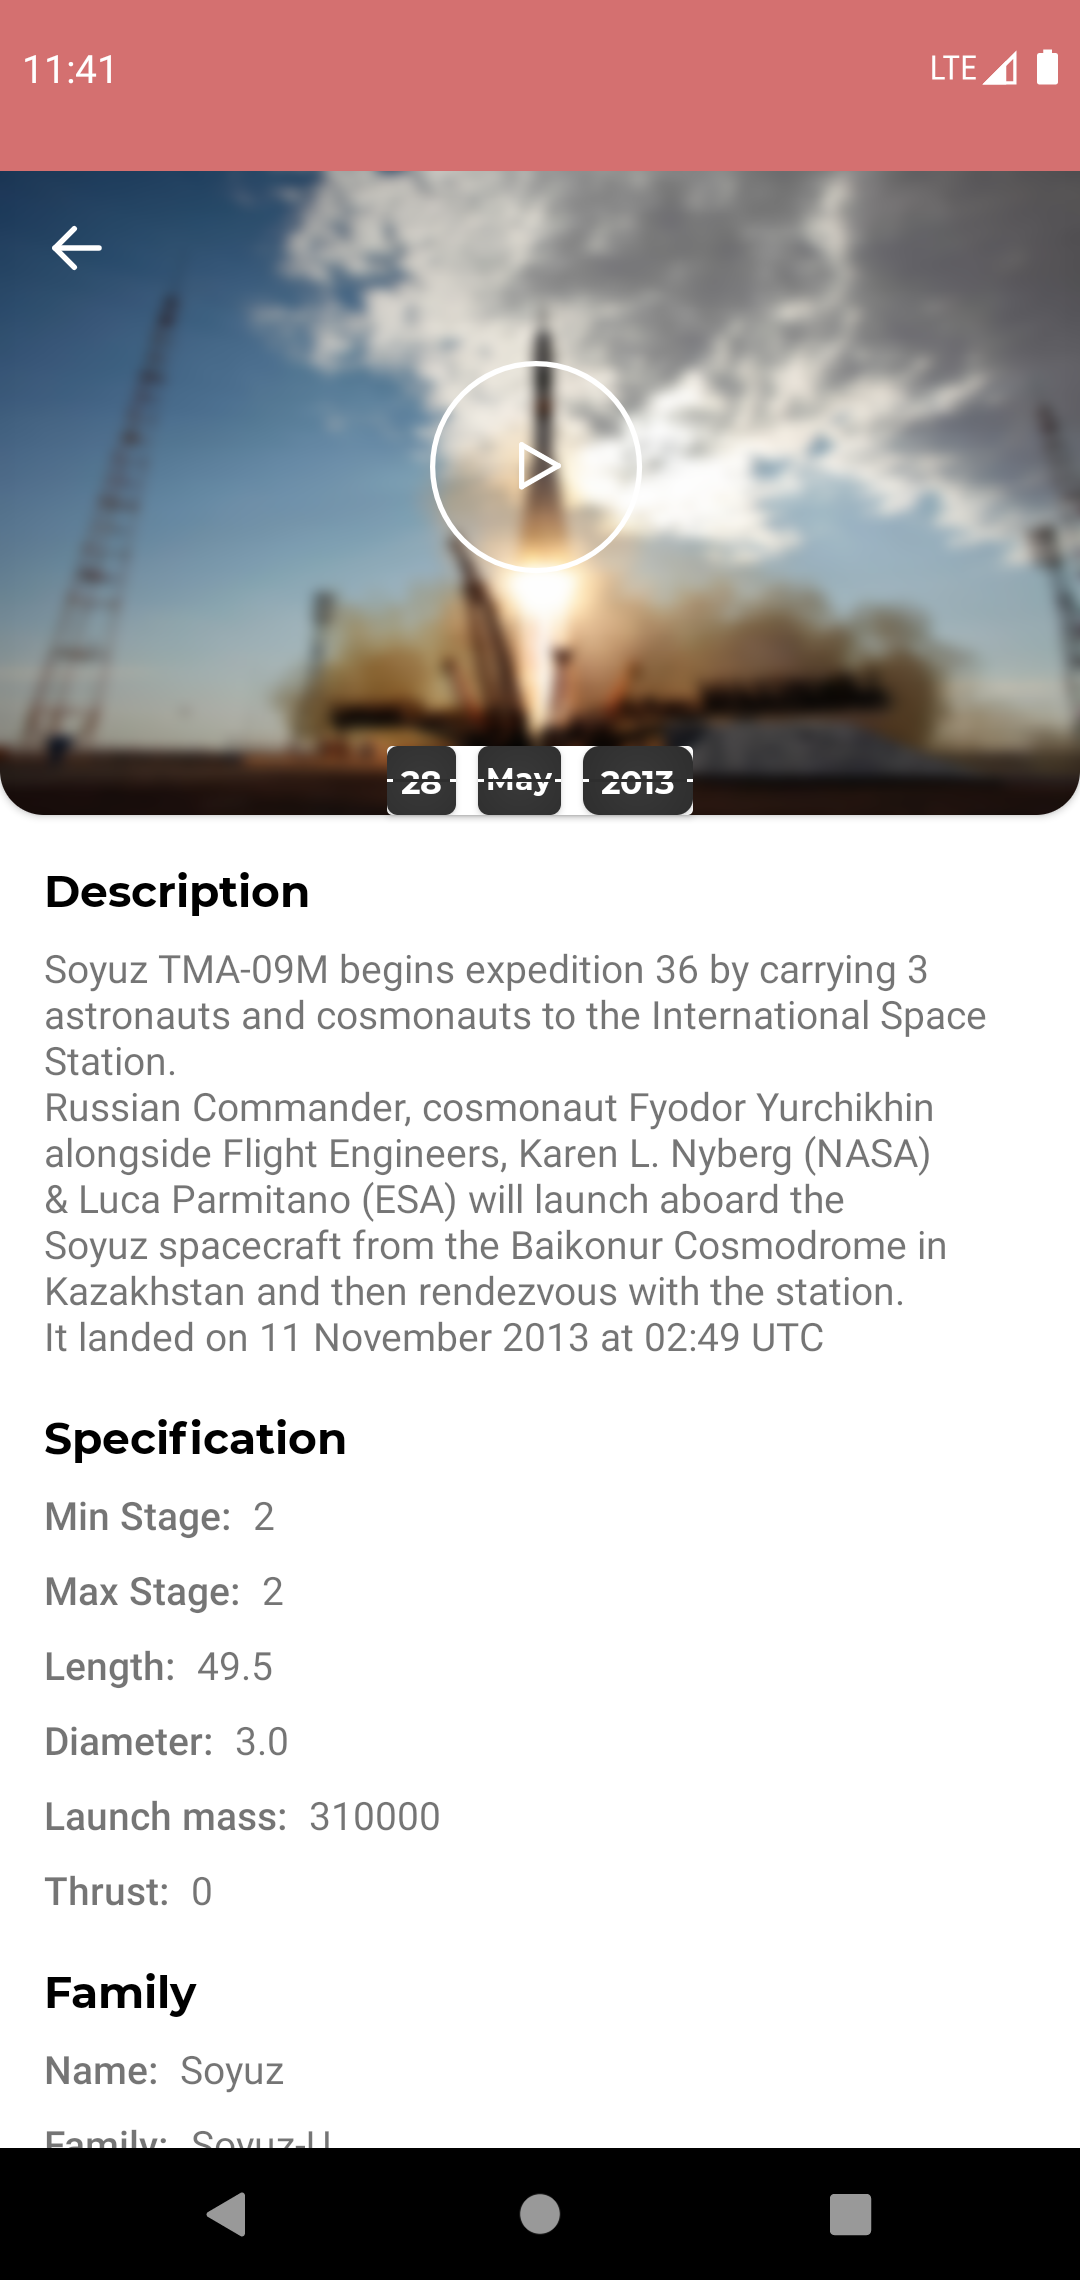 11:41
LTE
28 May 2013
Description
Soyuz TMA-09M begins expedition 36 by carrying 3
astronauts and cosmonauts to the International Space
Station.
Russian Commander, cosmonaut Fyodor Yurchikhin
alongside Flight Engineers, Karen L. Nyberg (NASA)
& Luca Parmitano (ESA) will launch aboard the
Soyuz spacecraft from the Baikonur Cosmodrome in
Kazakhstan and then rendezvous with the station.
It landed on 11 November 2013 at 02:49 UTC
Specification
Min Stage: 2
Max Stage: 2
Length: 49.5
Diameter: 3.0
Launch mass: 310000
Thrust: 0
Family
Name: Soyuz
Family: Soyuz-U